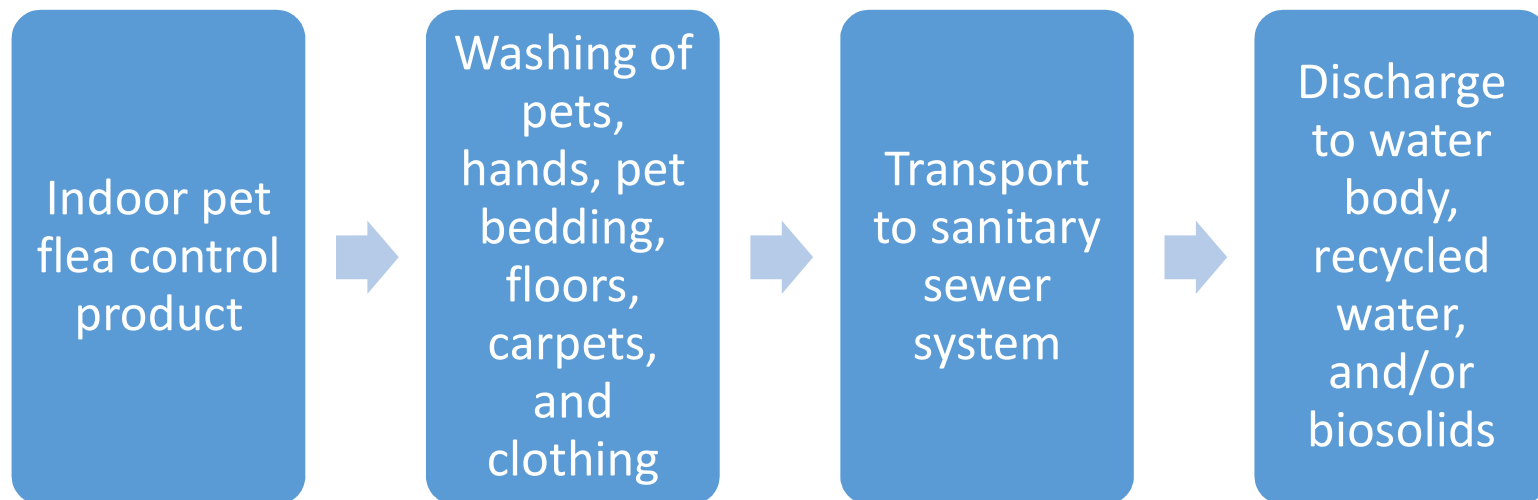 Indoor pet
flea control
product
Washing of
pets,
hands, pet
bedding,
floors,
carpets,
and
clothing
Transport
to sanitary
sewer
system
Discharge
to water
body,
recycled
water,
and/or
biosolids